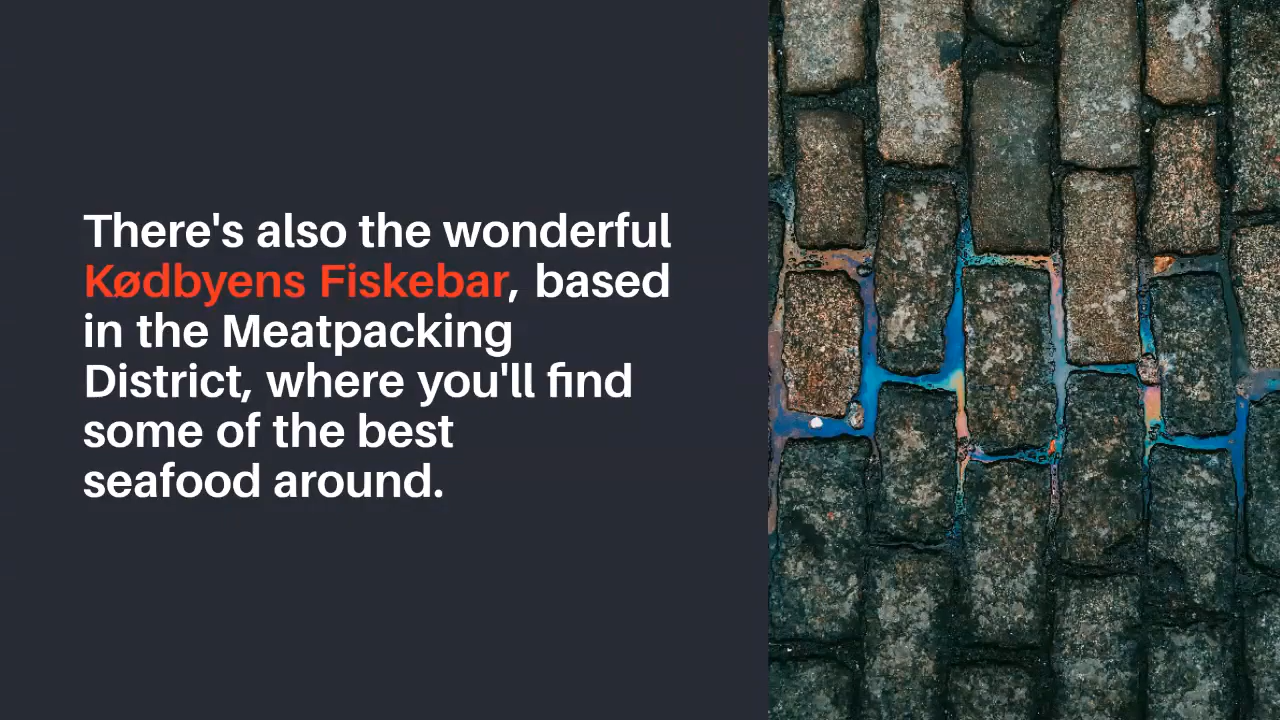 There's also the wonderful
Kødbyens Fiskebar, based
in the Meatpacking
District, where you'll find
some of the best
seafood around.